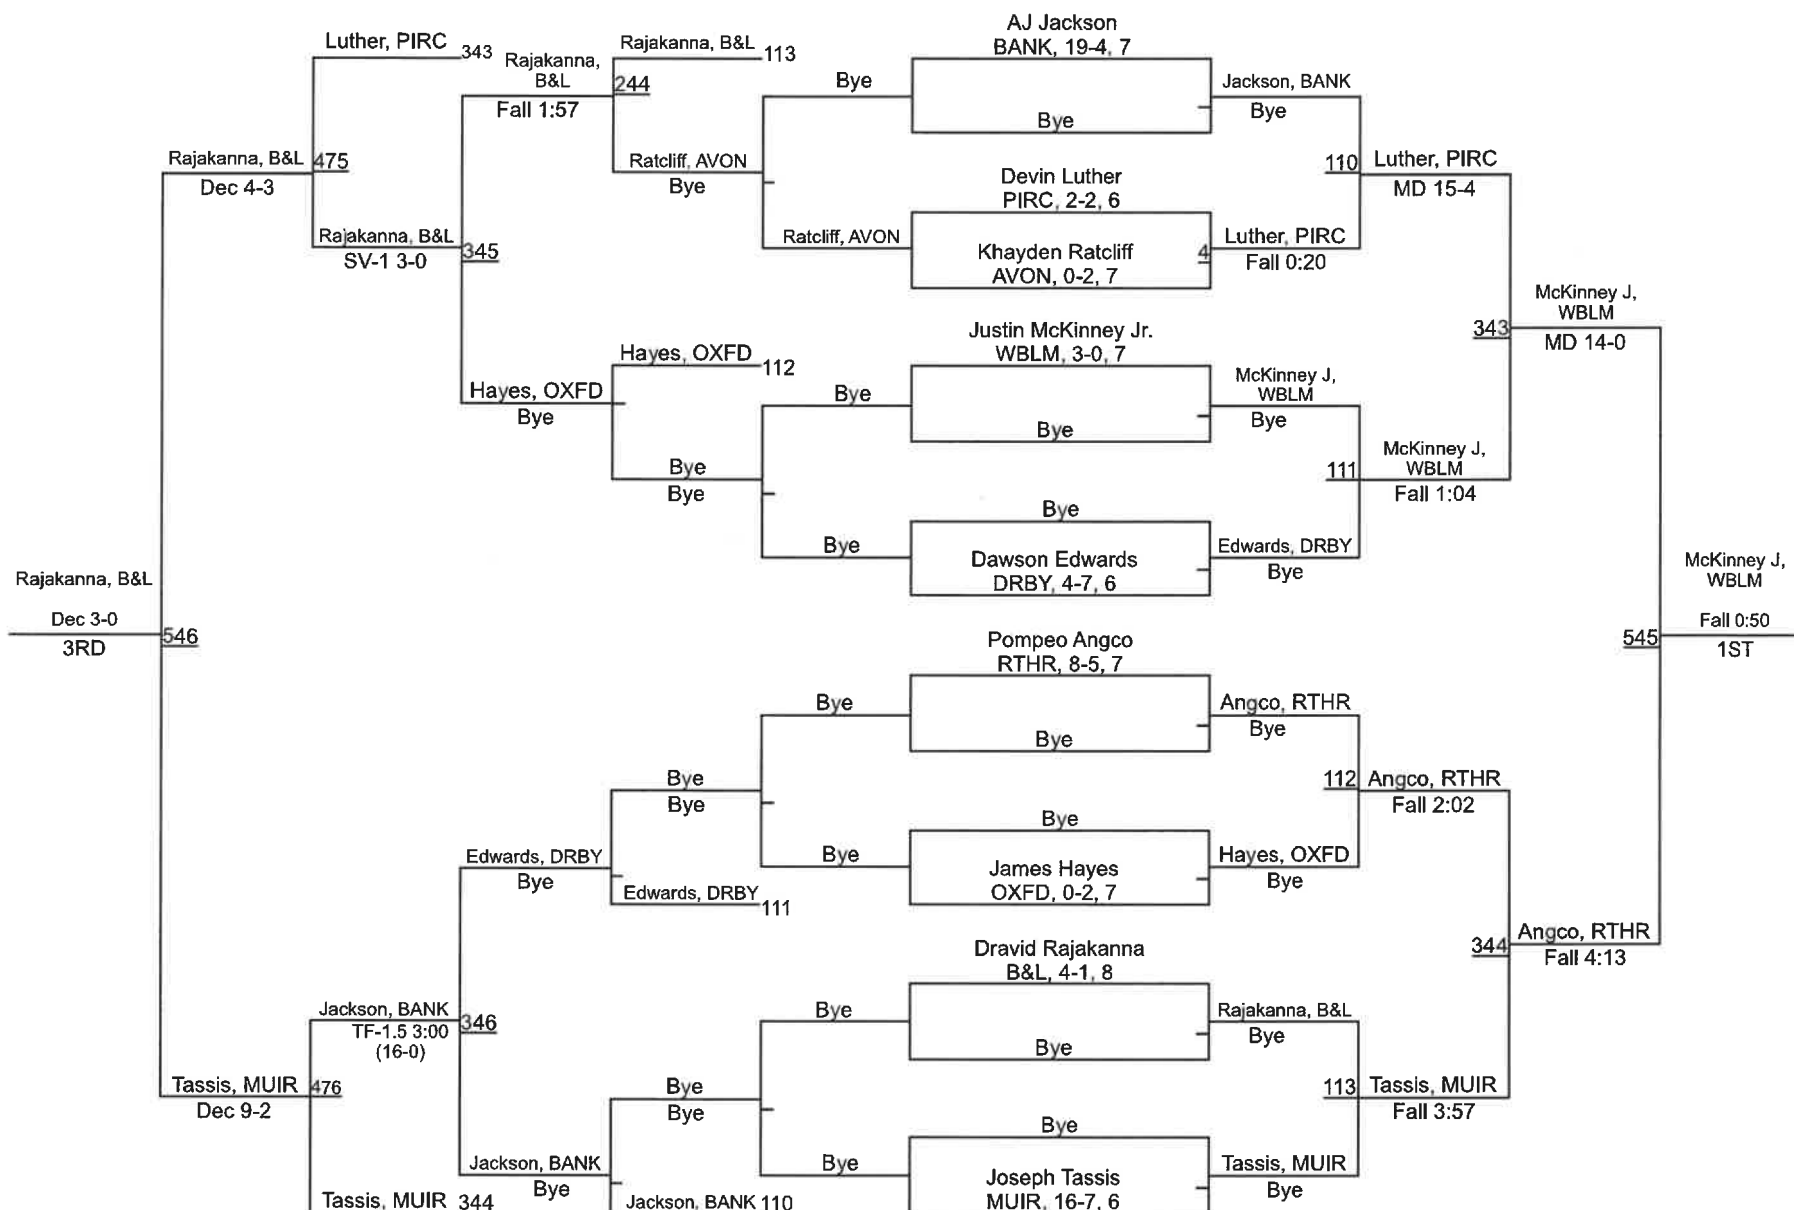 AJ Jackson
BANK, 19-4, 7
Luther, PIRC 343
Rajakanna, B&L 113
Rajakanna,
B&L
244
Fall 1:57
Bye
Bye
Jackson, BANK
Bye
Rajakanna, B&L 475
Dec 4-3
Ratcliff, AVON
Bye
Devin Luther
PIRC, 2-2, 6
110 Luther, PIRC
MD 15-4
Rajakanna, B&L
SV-1 3-0
345
Ratcliff, AVON
Khayden Ratcliff
AVON, 0-2, 7
4
Luther, PIRC
Fall 0:20
McKinney J,
WBLM
343
MD 14-0
Hayes, OXFD 112
Justin McKinney Jr.
WBLM, 3-0, 7
Hayes, OXFD
Bye
Bye
Bye
McKinney J,
WBLM
Bye
Bye
Bye
111
McKinney J,
WBLM
Fall 1:04
Bye
Bye
Dawson Edwards
DRBY, 4-7, 6
Edwards, DRBY
Bye
Rajakanna, B&L
Dec 3-0
3RD
546
McKinney J,
WBLM
Fall 0:50
1ST
545
Pompeo Angco
RTHR, 8-5, 7
Bye
Bye
Angco, RTHR
Bye
Bye
Bye
112 Angco, RTHR
Fall 2:02
Edwards, DRBY
Bye
Bye
Bye
James Hayes
OXFD, 0-2, 7
Hayes, OXFD
Bye
Edwards, DRBY 111
344
Angco, RTHR
Fall 4:13
Dravid Rajakanna
B&L, 4-1, 8
Jackson, BANK
TF-1.5 3:00
(16-0)
346
Bye
Bye
Rajakanna, B&L
Bye
Tassis, MUIR 476
Dec 9-2
Bye
Bye
113 Tassis, MUIR
Fall 3:57
Jackson, BANK
Bye
Bye
Bye
Joseph Tassis
MUIR, 16-7, 6
Tassis, MUIR
Bye
Tassis, MUIR 344
Jackson, BANK 110